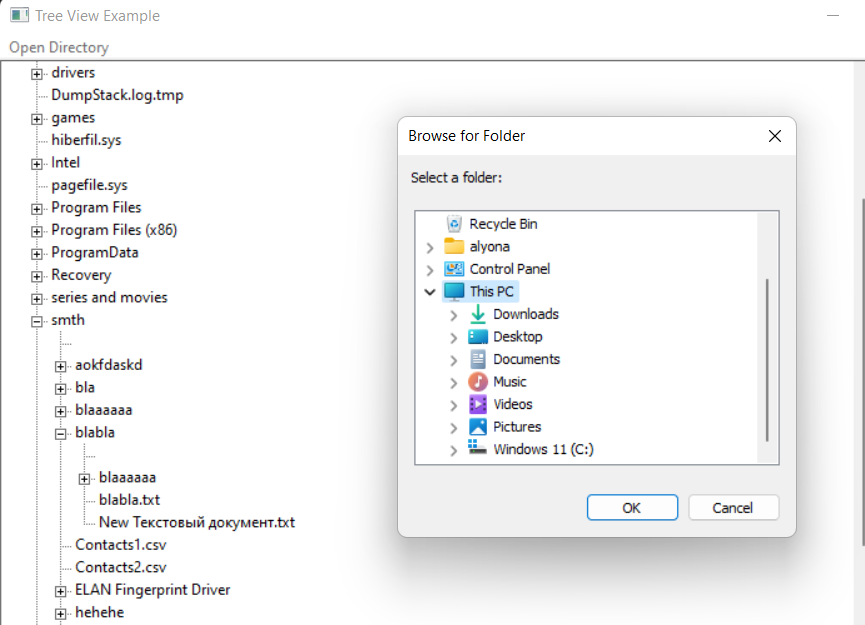 Tree View Example
Open Directory
drivers
DumpStack.log.tmp
games
hiberfil.sys
Intel
pagefile.sys
Program Files
Program Files (x86)
ProgramData
Recovery
series and movies
smth
aokfdaskd
bla
blaaaaaa
blabla
blaaaaaa
blabla.txt
New Текстовый документ.txt
Contacts1.csv
Contacts2.csv
ELAN Fingerprint Driver
hehehe
Browse for Folder
Select a folder:
Recycle Bin
alyona
Control Panel
This PC
Downloads
Desktop
Documents
Music
Videos
Pictures
Windows 11 (C:)
OK Cancel